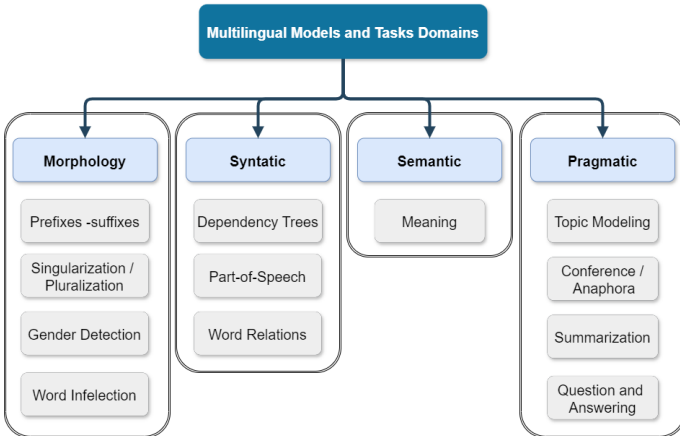 Multilingual Models and Tasks Domains
Morphology
Prefixes -suffixes
Singularization /
Pluralization
Gender Detection
Word Infelection
Syntatic
Dependency Trees
Part-of-Speech
Word Relations
Semantic
Meaning
Pragmatic
Topic Modeling
Conference /
Anaphora
Summarization
Question and
Answering